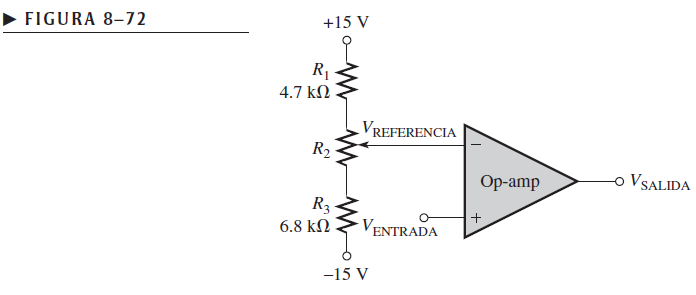 ▶ FIGURA 8–72
+15 V
R1
4.7 kΩ
VREFERENCIA
R2
−
Op-amp
VSALIDA
R3
6.8 kΩ
VENTRADA
+
−15 V